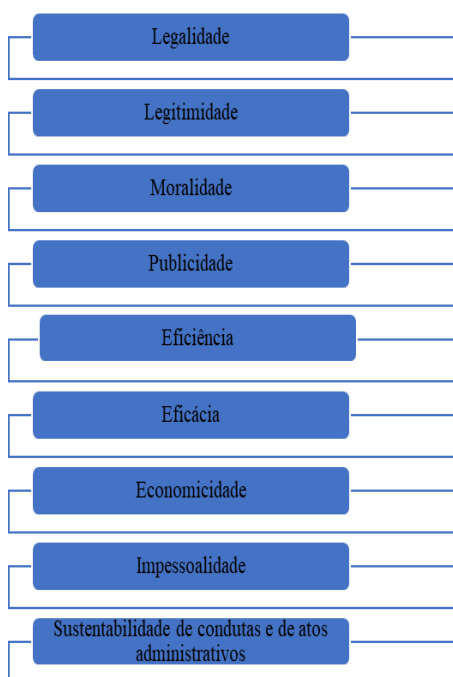 Legalidade
Legitimidade
Moralidade
Publicidade
Eficiência
Eficácia
Economicidade
Impessoalidade
Sustentabilidade de condutas e de atos
administrativos